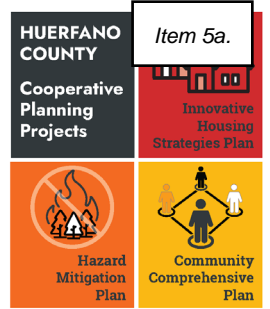 HUERFANO
COUNTY
Cooperative
Planning
Projects
Item 5a.
Innovative
Housing
Strategies Plan
Hazard
Mitigation
Plan
Community
Comprehensive
Plan